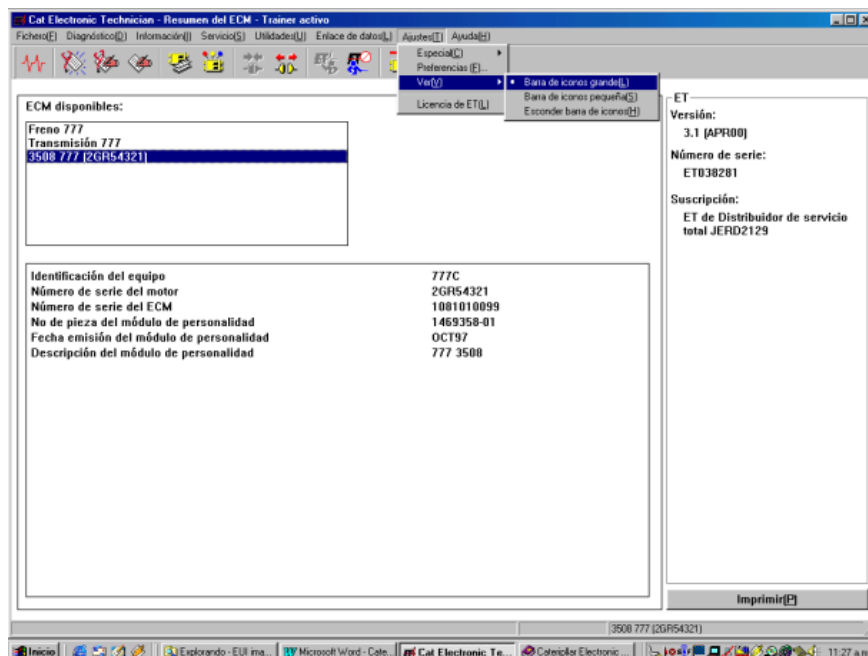 Cat Electronic Technician - Resumen del ECM - Trainer activo
Fichero(F) Diagnóstico(D) Información(I) Servicio(S) Utilidades(U) Enlace de datos(L) Ajustes(T) Ayuda(H)
Especial(C)
Preferencias (F)...
Ver(V)
Licencia de ET(L)
Barra de iconos grande(L)
Barra de iconos pequeña(S)
Esconder barra de iconos(H)
ECM disponibles:
Freno 777
Transmisión 777
3508 777 (2GR54321)
ET
Versión:
3.1 (APR00)
Número de serie:
ET038281
Suscripción:
ET de Distribuidor de servicio
total JERD2129
Identificación del equipo 777C
Número de serie del motor 2GR54321
Número de serie del ECM 1081010099
No de pieza del módulo de personalidad 1469358-01
Fecha emisión del módulo de personalidad OCT97
Descripción del módulo de personalidad 777 3508
Imprimir(P)
3508 777 (2GR54321)
Inicio Explorando - EUI ima... Microsoft Word - Cate... Cat Electronic Te... Caterpillar Electronic ... 11:27 a.m.